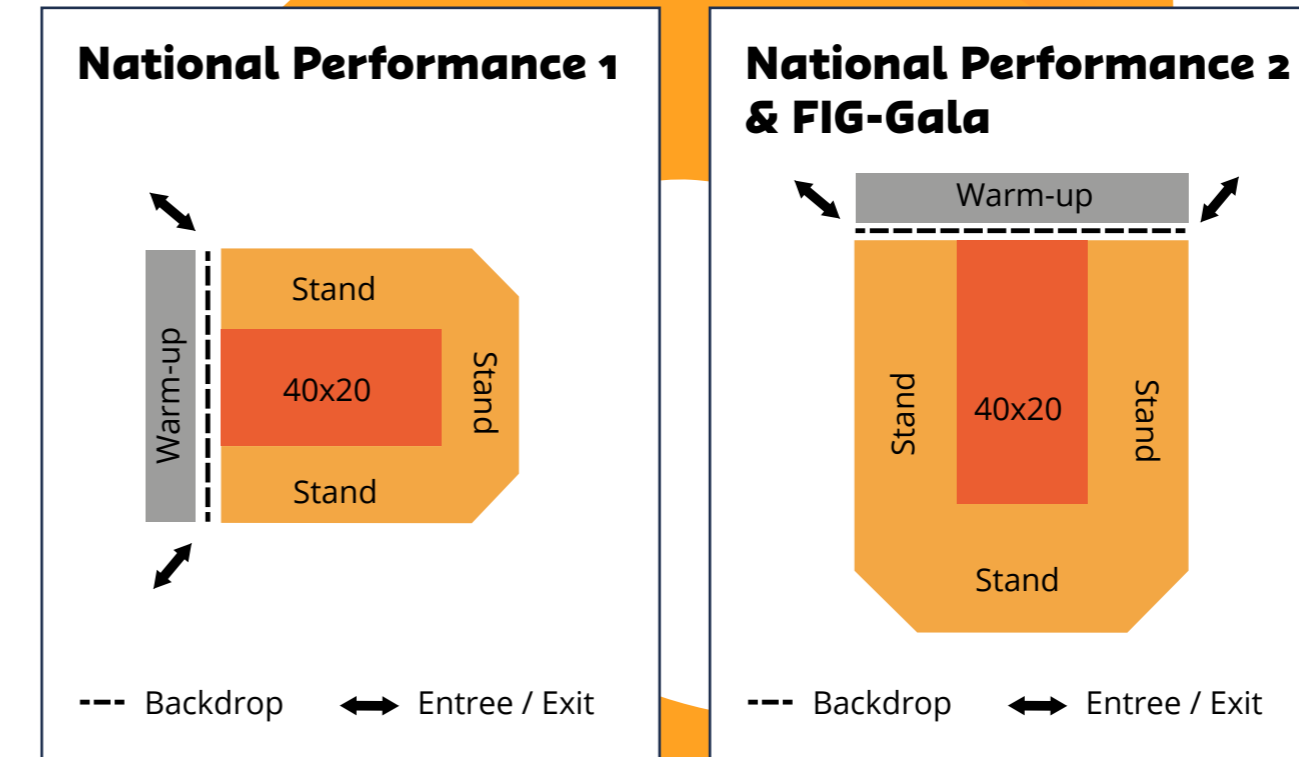 National Performance 1
Stand
Warm-up
40x20
Stand
Stand
Backdrop
Entree / Exit
National Performance 2
& FIG-Gala
Warm-up
Stand
40x20
Stand
Stand
Backdrop
Entree / Exit